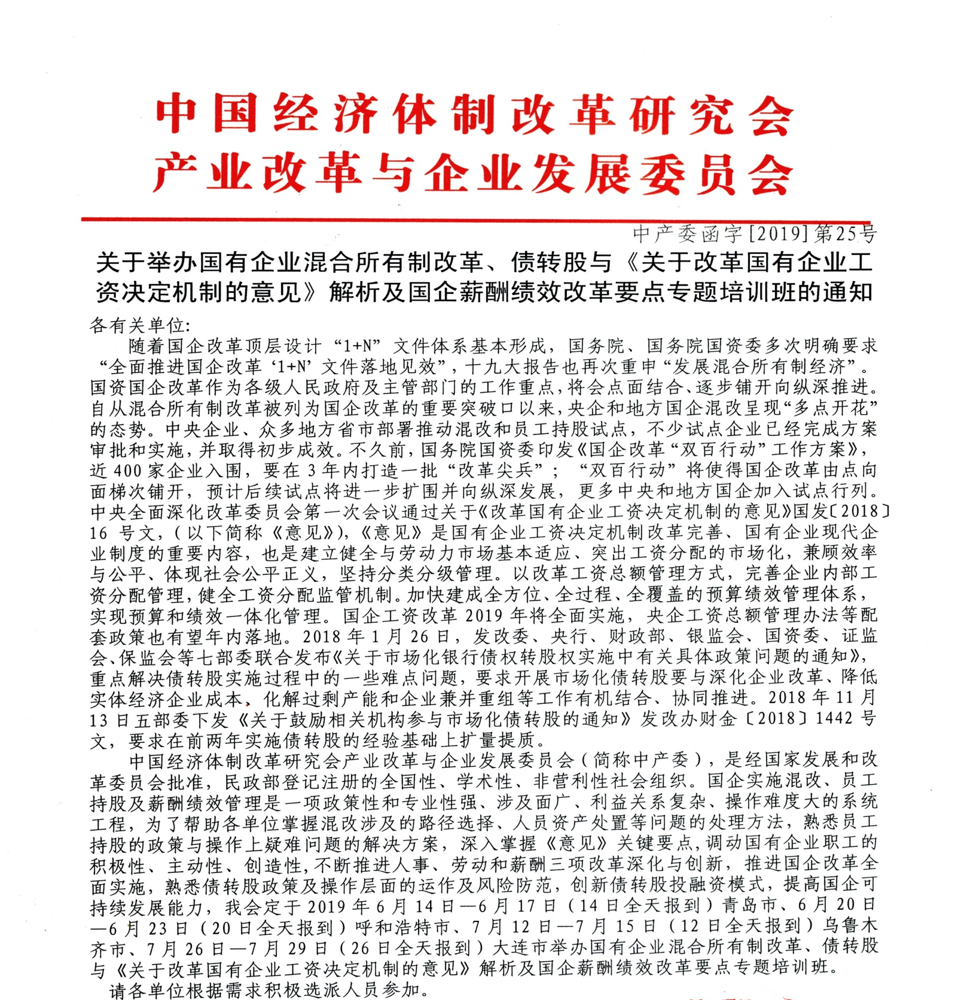 中国经济体制改革研究会
产业改革与企业发展委员会
中产委函字[2019]第25号
关于举办国有企业混合所有制改革、债转股与《关于改革国有企业工
资决定机制的意见》解析及国企薪酬绩效改革要点专题培训班的通知
各有关单位:
随着国企改革顶层设计“1+N”文件体系基本形成，国务院、国务院国资委多次明确要求
“全面推进国企改革‘1+N’文件落地见效”,十九大报告也再次重申“发展混合所有制经济”。
国资国企改革作为各级人民政府及主管部门的工作重点,将会点面结合、逐步铺开向纵深推进。
自从混合所有制改革被列为国企改革的重要突破口以来,央企和地方国企混改呈现“多点开花”
的态势。中央企业、众多地方省市部署推动混改和员工持股试点，不少试点企业已经完成方案
审批和实施,并取得初步成效。不久前,国务院国资委印发《国企改革“双百行动”工作方案》,
近 400 家企业入围，要在 3 年内打造一批“改革尖兵”；“双百行动”将使得国企改革由点向
面梯次铺开，预计后续试点将进一步扩围并向纵深发展，更多中央和地方国企加入试点行列。
中央全面深化改革委员会第一次会议通过关于《改革国有企业工资决定机制的意见》国发〔2018〕
16 号文，（以下简称《意见》），《意见》是国有企业工资决定机制改革完善、国有企业现代企
业制度的重要内容，也是建立健全与劳动力市场基本适应、突出工资分配的市场化，兼顾效率
与公平、体现社会公平正义，坚持分类分级管理。以改革工资总额管理方式，完善企业内部工
资分配管理,健全工资分配监管机制。加快建成全方位、全过程、全覆盖的预算绩效管理体系，
实现预算和绩效一体化管理。国企工资改革 2019 年将全面实施，央企工资总额管理办法等配
套政策也有望年内落地。2018 年 1 月 26 日，发改委、央行、财政部、银监会、国资委、证监
会、保监会等七部委联合发布《关于市场化银行债权转股权实施中有关具体政策问题的通知》，
重点解决债转股实施过程中的一些难点问题，要求开展市场化债转股要与深化企业改革、降低
实体经济企业成本、化解过剩产能和企业兼并重组等工作有机结合、协同推进。2018 年 11 月
13 日五部委下发《关于鼓励相关机构参与市场化债转股的通知》发改办财金〔2018〕1442 号
文，要求在前两年实施债转股的经验基础上扩量提质。
中国经济体制改革研究会产业改革与企业发展委员会（简称中产委），是经国家发展和改
革委员会批准，民政部登记注册的全国性、学术性、非营利性社会组织。国企实施混改、员工
持股及薪酬绩效管理是一项政策性和专业性强、涉及面广、利益关系复杂、操作难度大的系统
工程，为了帮助各单位掌握混改涉及的路径选择、人员资产处置等问题的处理方法，熟悉员工
持股的政策与操作上疑难问题的解决方案，深入掌握《意见》关键要点,调动国有企业职工的
积极性、主动性、创造性,不断推进人事、劳动和薪酬三项改革深化与创新，推进国企改革全
面实施，熟悉债转股政策及操作层面的运作及风险防范，创新债转股投融资模式，提高国企可
持续发展能力，我会定于 2019 年 6 月 14 日—6 月 17 日（14 日全天报到）青岛市、6 月 20 日
—6 月 23 日（20 日全天报到）呼和浩特市、7 月 12 日—7 月 15 日（12 日全天报到）乌鲁木
齐市、7 月 26 日—7 月 29 日（26 日全天报到）大连市举办国有企业混合所有制改革、债转股
与《关于改革国有企业工资决定机制的意见》解析及国企薪酬绩效改革要点专题培训班。
请各单位根据需求积极选派人员参加。